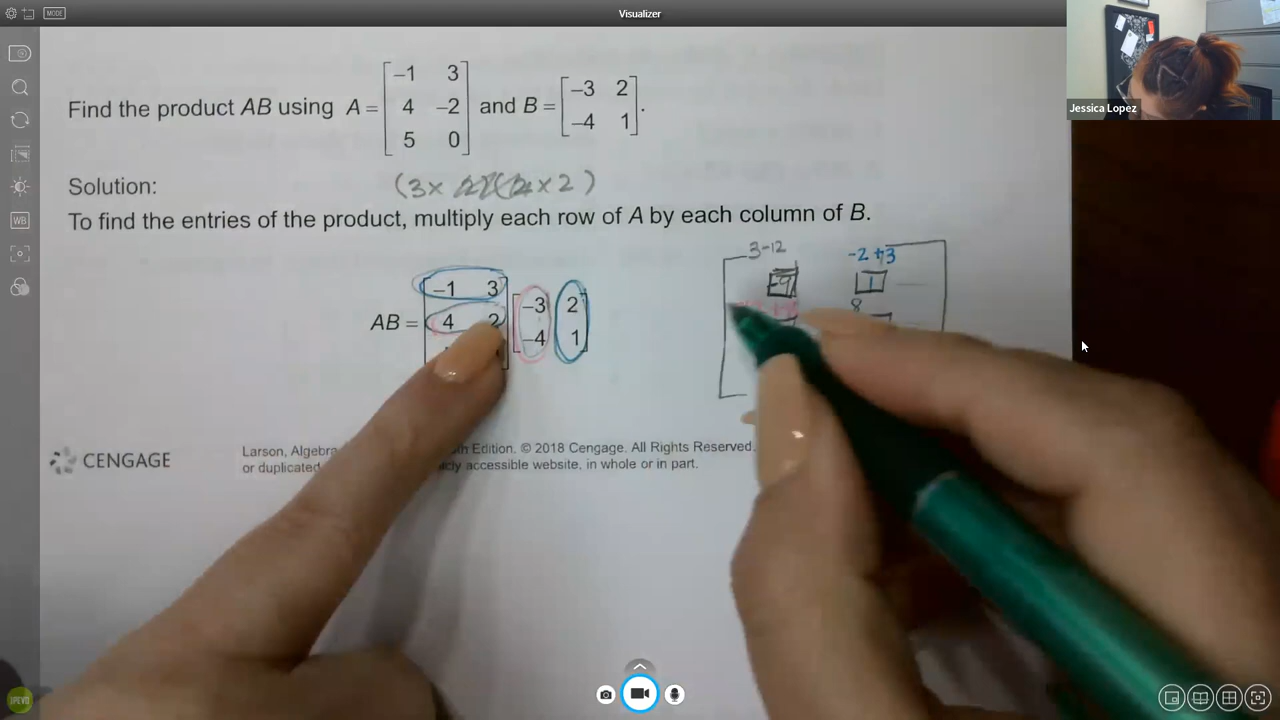 MODE
Visualizer
Jessica Lopez
WB
Find the product AB using A = [ –1 3 and B = [ –3 2
4 –2 –4 1 ].
5 0 ]
Solution:
(3 × 2)(2 × 2)
To find the entries of the product, multiply each row of A by each column of B.
3-12 -2 +3
-9 1
8
AB = –1 3 –3 2
4 2 –4 1
CENGAGE
Larson, Algebra Edition. © 2018 Cengage. All Rights Reserved.
or duplicated accessible website, in whole or in part.